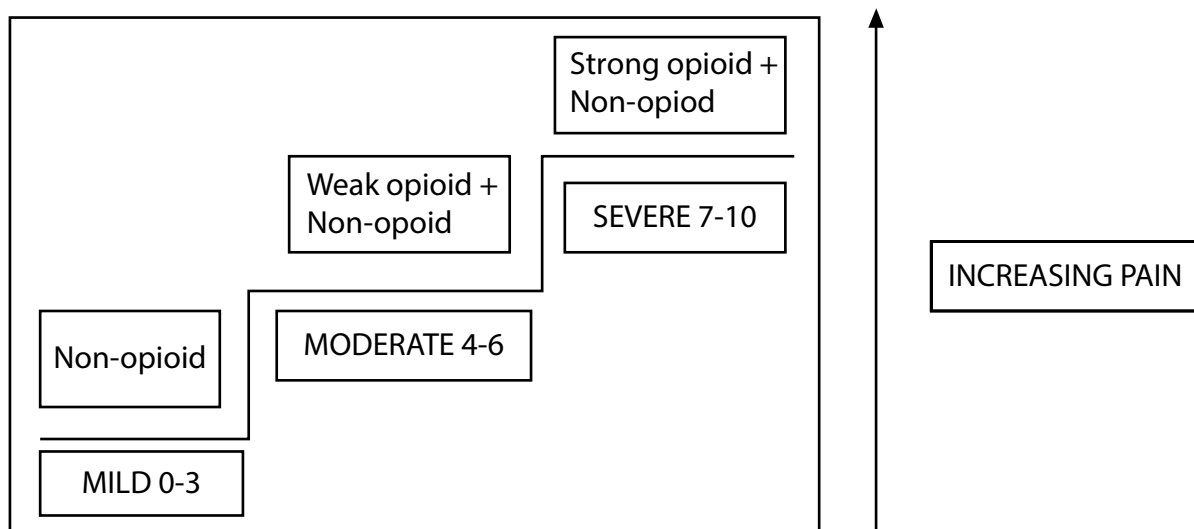 Strong opioid +
Non-opiod
Weak opioid +
Non-opoid
SEVERE 7-10
INCREASING PAIN
Non-opioid
MODERATE 4-6
MILD 0-3